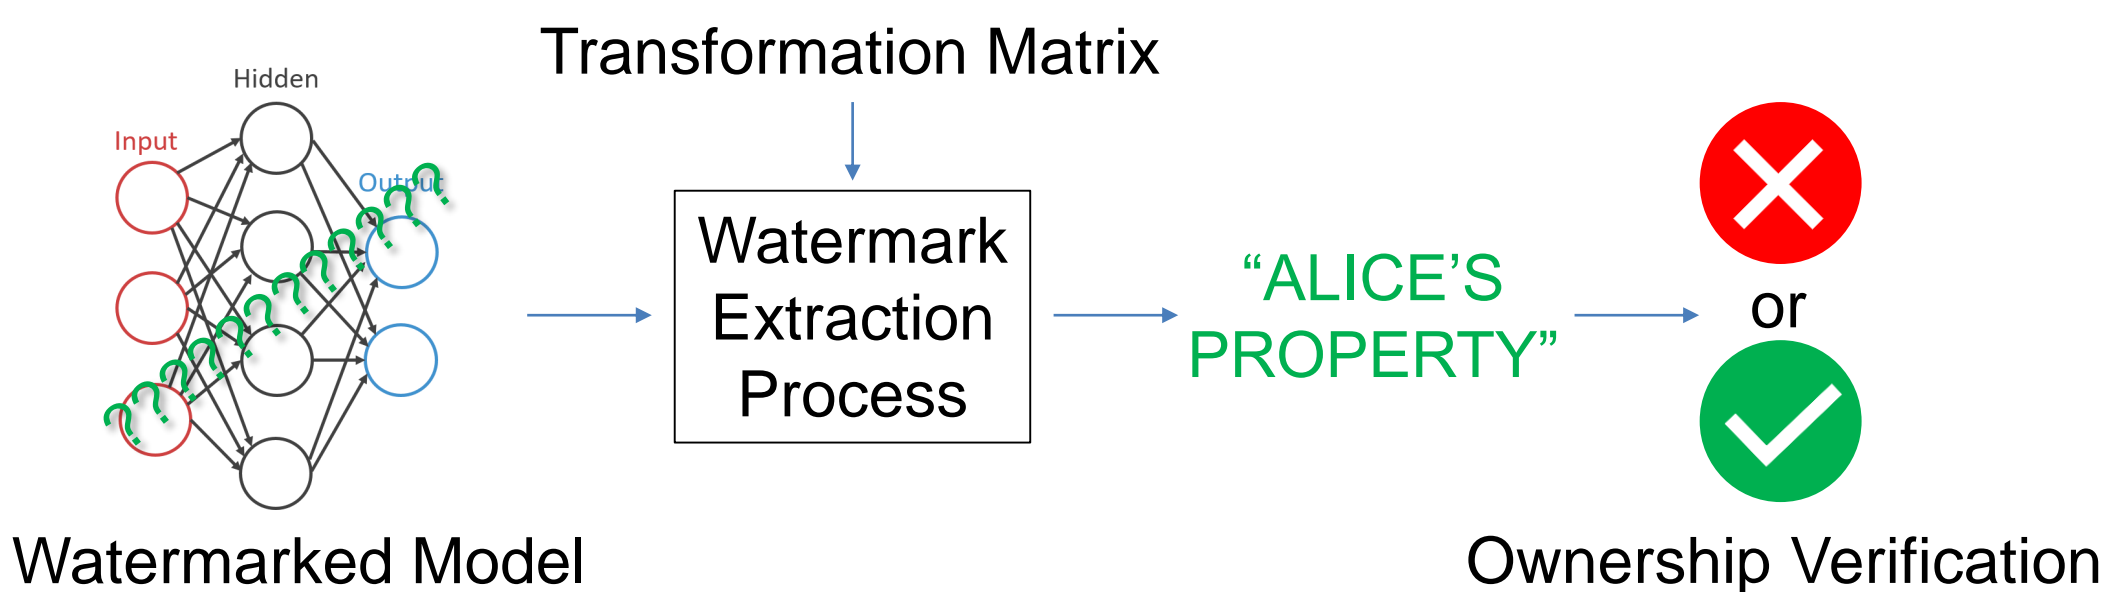 Transformation Matrix
Hidden
Input
Output
? ? ? ? ? ? ? ? ? ? ? ?
Watermark
Extraction
Process
“ALICE’S
PROPERTY”
or
Watermarked Model
Ownership Verification